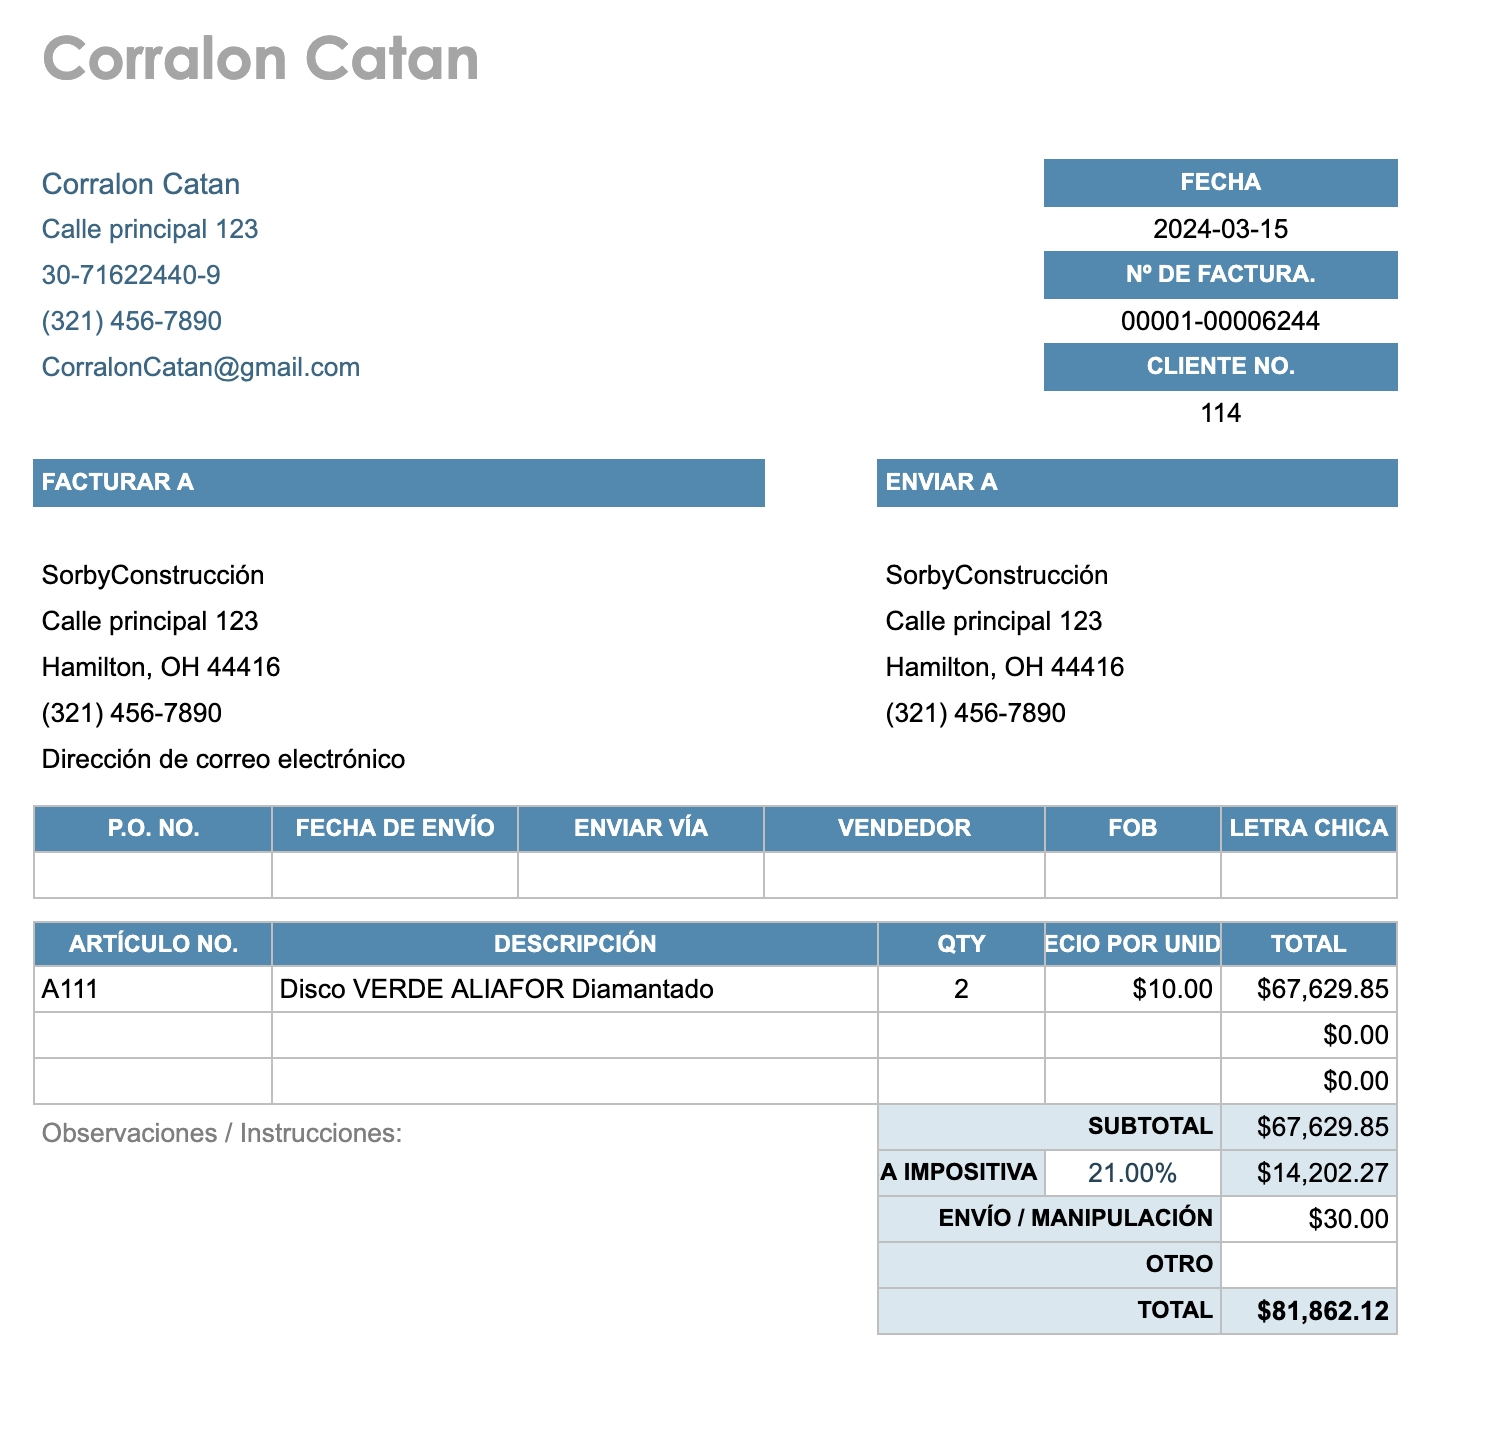 Corralon Catan
Corralon Catan
Calle principal 123
30-71622440-9
(321) 456-7890
CorralonCatan@gmail.com
FECHA
2024-03-15
Nº DE FACTURA.
00001-00006244
CLIENTE NO.
114
FACTURAR A
SorbyConstrucción
Calle principal 123
Hamilton, OH 44416
(321) 456-7890
Dirección de correo electrónico
ENVIAR A
SorbyConstrucción
Calle principal 123
Hamilton, OH 44416
(321) 456-7890
P.O. NO. FECHA DE ENVÍO ENVIAR VÍA VENDEDOR FOB LETRA CHICA
ARTÍCULO NO. DESCRIPCIÓN QTY ECIO POR UNID TOTAL
A111 Disco VERDE ALIAFOR Diamantado 2 $10.00 $67,629.85
$0.00
$0.00
Observaciones / Instrucciones:
SUBTOTAL $67,629.85
A IMPOSITIVA 21.00% $14,202.27
ENVÍO / MANIPULACIÓN $30.00
OTRO
TOTAL $81,862.12